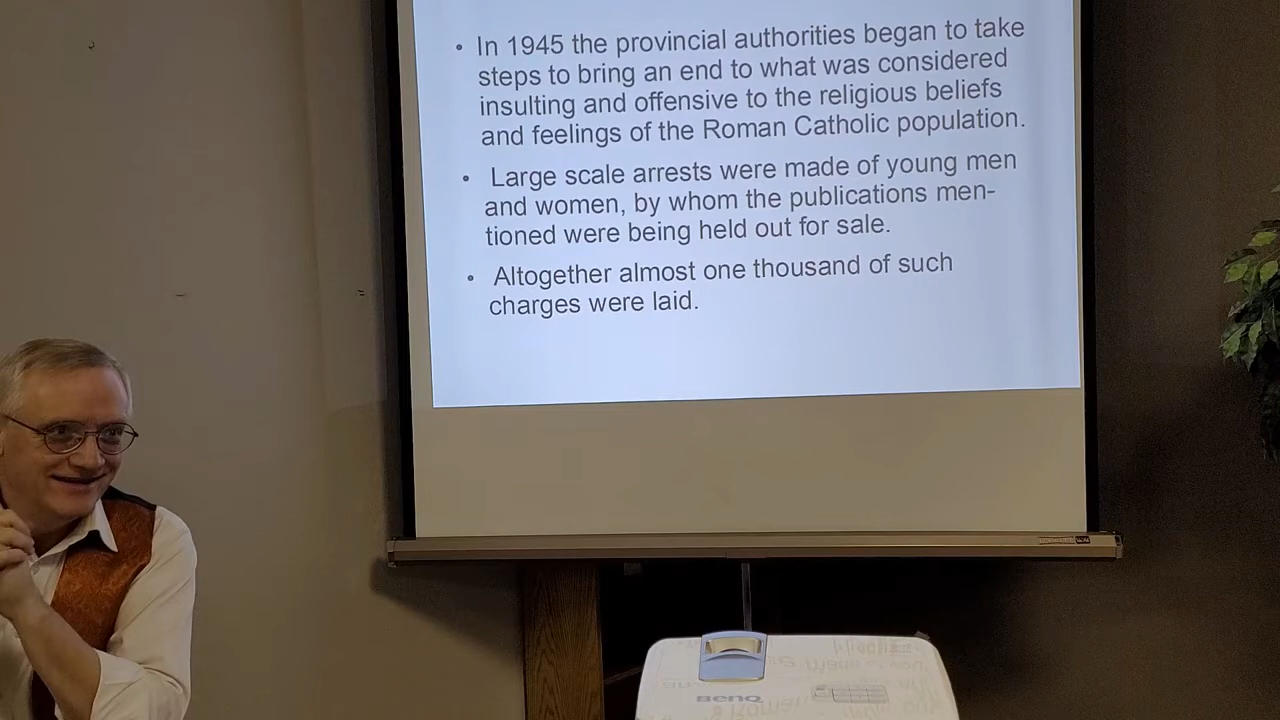 • In 1945 the provincial authorities began to take
steps to bring an end to what was considered
insulting and offensive to the religious beliefs
and feelings of the Roman Catholic population.
• Large scale arrests were made of young men
and women, by whom the publications men-
tioned were being held out for sale.
• Altogether almost one thousand of such
charges were laid.
BENQ